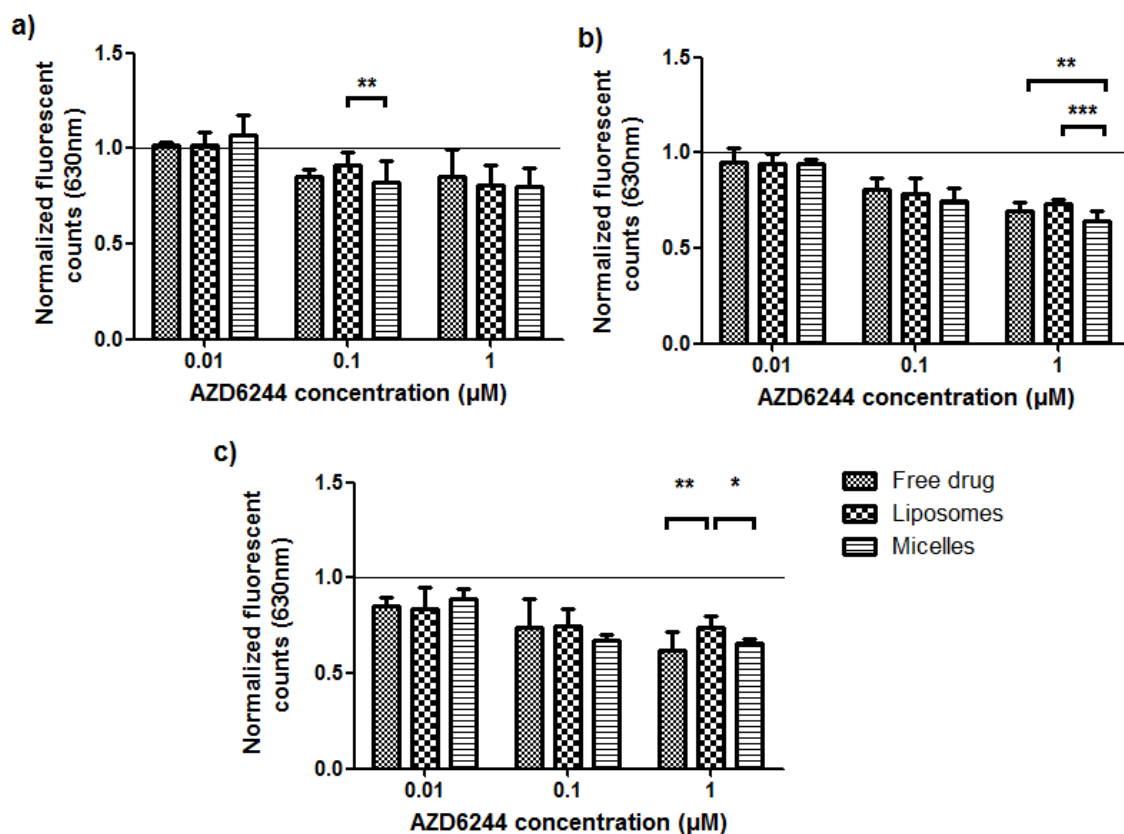 a)
Normalized fluorescent
counts (630nm)
1.5
1.0
0.5
0.0
**
0.01 0.1 1
AZD6244 concentration (µM)
b)
Normalized fluorescent
counts (630nm)
1.5
1.0
0.5
0.0
**
***
0.01 0.1 1
AZD6244 concentration (µM)
c)
Normalized fluorescent
counts (630nm)
1.5
1.0
0.5
0.0
** *
0.01 0.1 1
AZD6244 concentration (µM)
Free drug
Liposomes
Micelles